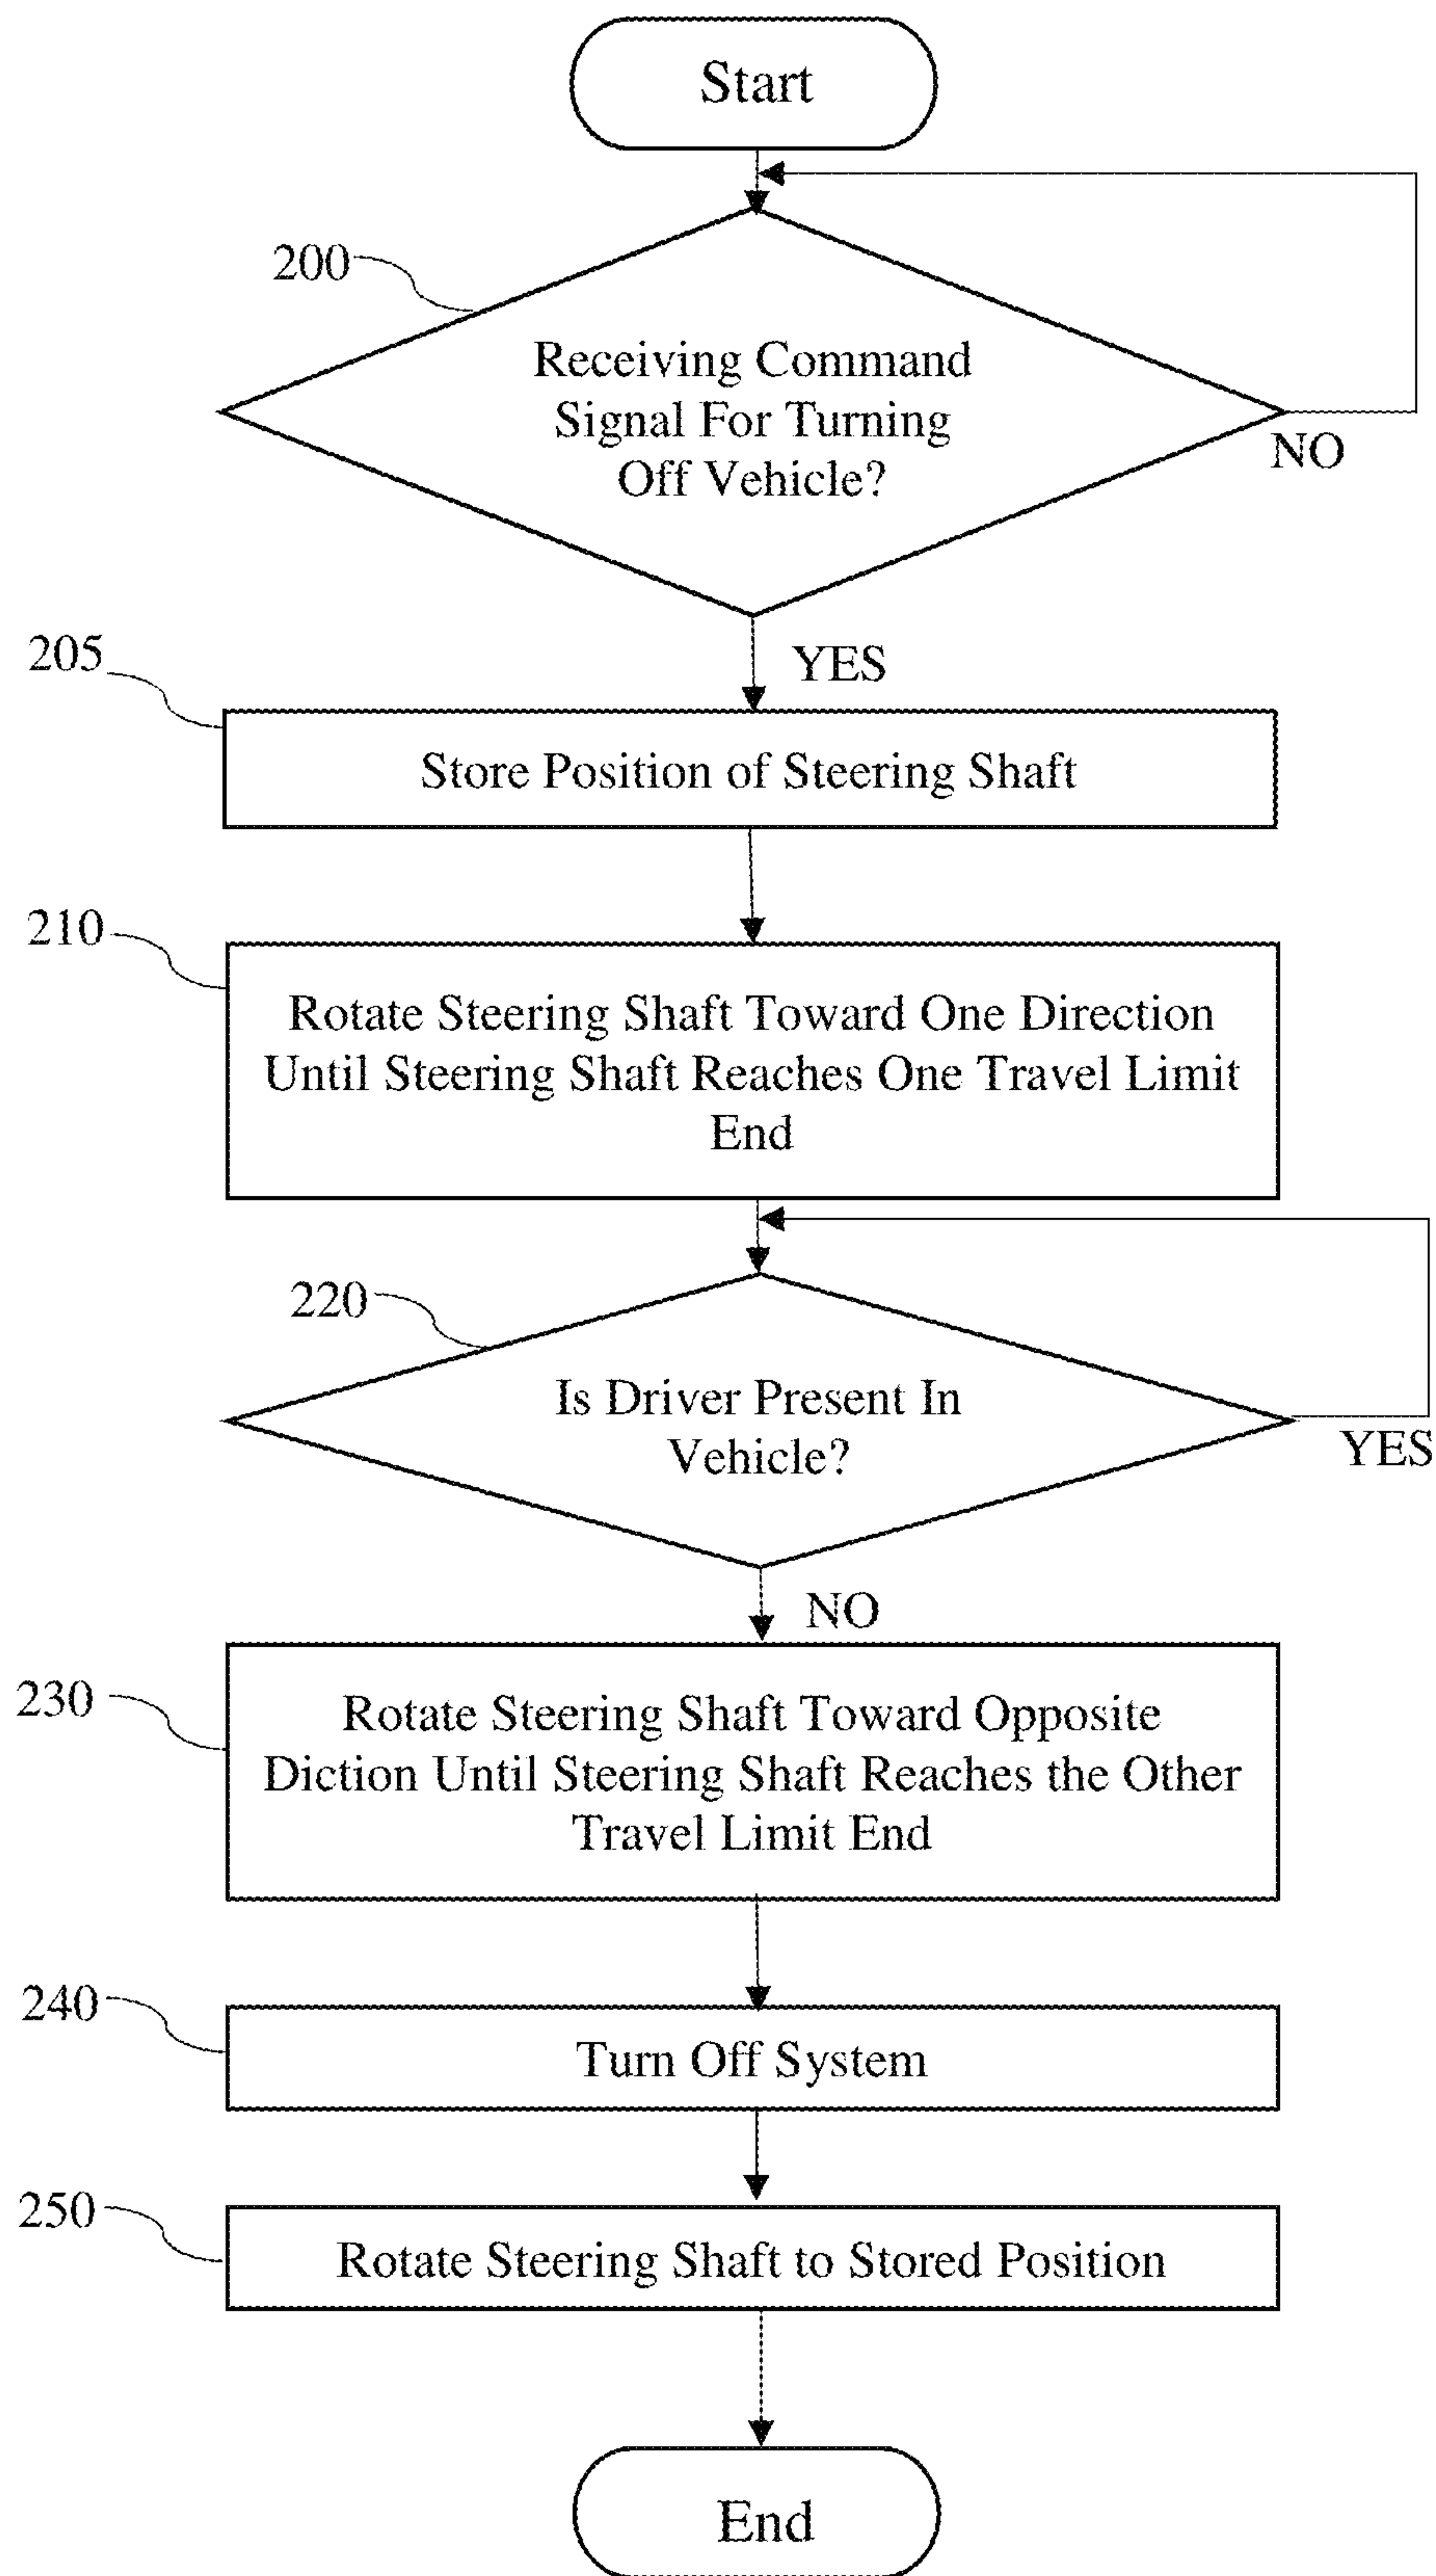 Start
200
Receiving Command
Signal For Turning
Off Vehicle?
NO
YES
205
Store Position of Steering Shaft
210
Rotate Steering Shaft Toward One Direction
Until Steering Shaft Reaches One Travel Limit
End
220
Is Driver Present In
Vehicle?
YES
NO
230
Rotate Steering Shaft Toward Opposite
Diction Until Steering Shaft Reaches the Other
Travel Limit End
240
Turn Off System
250
Rotate Steering Shaft to Stored Position
End